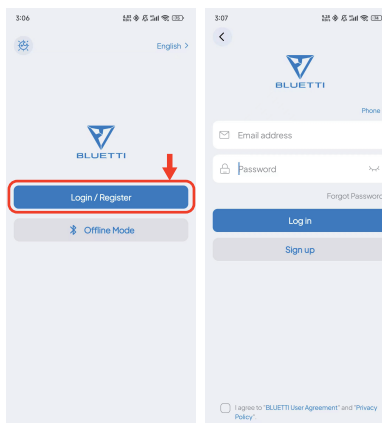 3:06
English >
BLUETTI
Login / Register
Offline Mode
3:07
BLUETTI
Phone
Email address
Password
Forgot Password
Log in
Sign up
I agree to "BLUETTI User Agreement" and "Privacy
Policy".